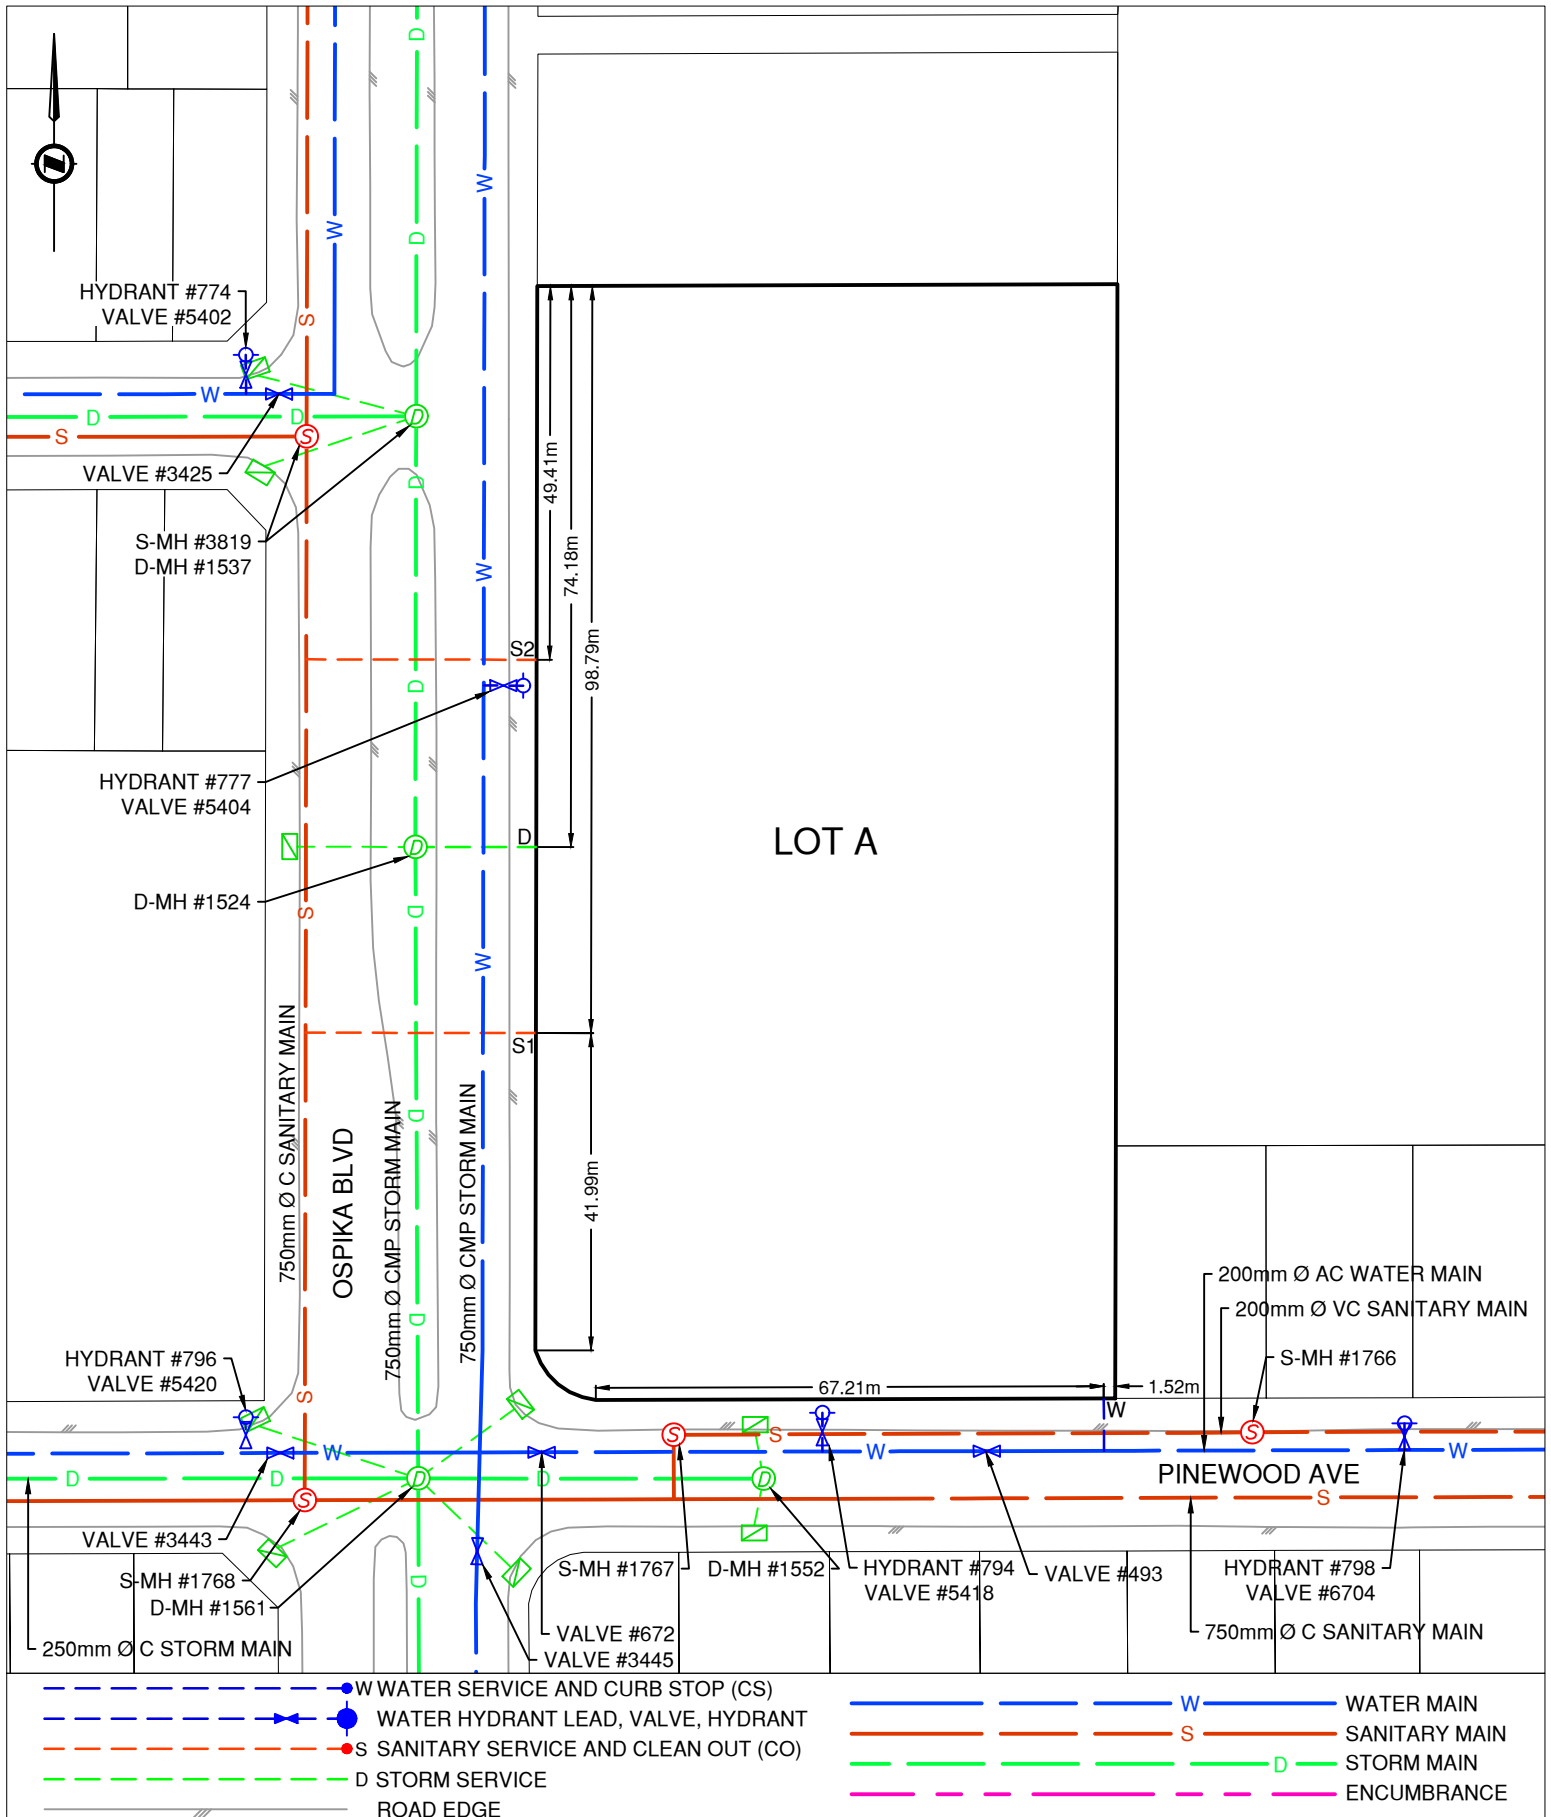 D
W
W
D
HYDRANT #774
VALVE #5402
S
W
D
D
S
S
D
VALVE #3425
D
49.41m
S-MH #3819
D-MH #1537
74.18m
W
S2
98.79m
D
HYDRANT #777
VALVE #5404
D
D
LOT A
D-MH #1524
S
D
W
S1
750mm Ø C SANITARY MAIN
OSPIKA BLVD
750mm Ø CMP STORM MAIN
750mm Ø CMP STORM MAIN
D
41.99m
D
200mm Ø AC WATER MAIN
200mm Ø VC SANITARY MAIN
S-MH #1766
HYDRANT #796
VALVE #5420
S
67.21m
1.52m
W
S
S
S
W
W
W
D
D
D
D
D
PINEWOOD AVE
S
S
VALVE #3443
S-MH #1768
D-MH #1561
D
S-MH #1767
D-MH #1552
HYDRANT #794
VALVE #5418
VALVE #493
HYDRANT #798
VALVE #6704
250mm Ø C STORM MAIN
VALVE #672
VALVE #3445
750mm Ø C SANITARY MAIN
W WATER SERVICE AND CURB STOP (CS)
WATER HYDRANT LEAD, VALVE, HYDRANT
S SANITARY SERVICE AND CLEAN OUT (CO)
D STORM SERVICE
ROAD EDGE
W WATER MAIN
S SANITARY MAIN
D STORM MAIN
ENCUMBRANCE